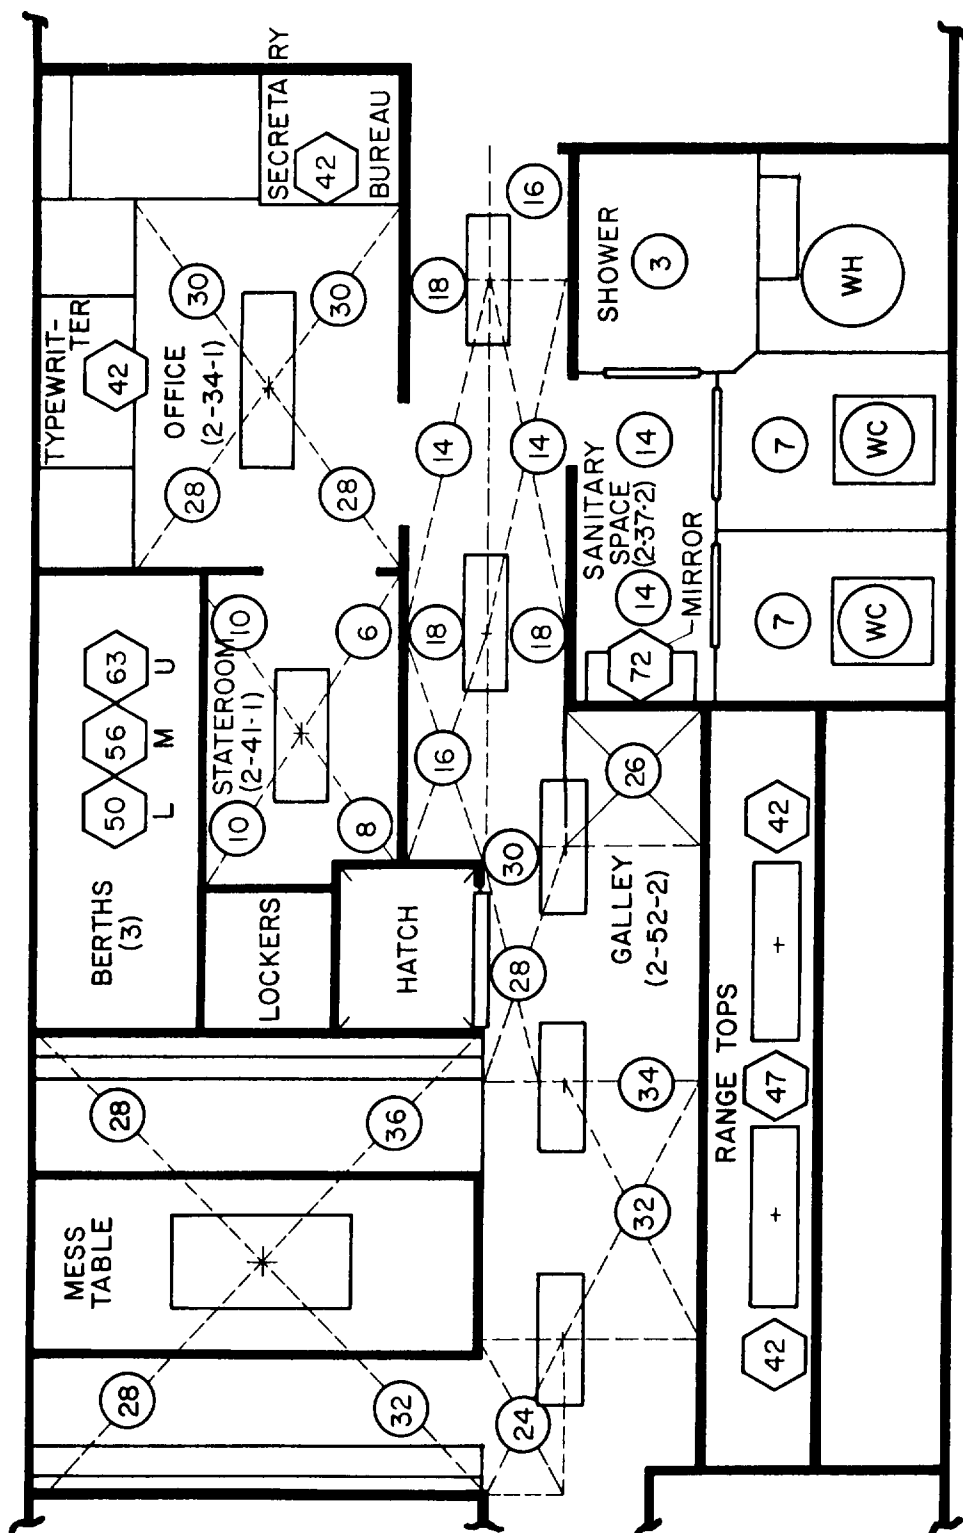 MESS
TABLE
28
28
32
36
BERTHS
(3)
50
56
63
L
M
U
LOCKERS
HATCH
STATEROOM
(2-41-1)
10
10
8
6
TYPEWRIT-
TER
42
OFFICE
(2-34-1)
28
30
28
30
SECRETARY
42
BUREAU
16
18
14
18
18
14
16
24
28
30
32
34
26
GALLEY
(2-52-2)
RANGE TOPS
42
47
42
SANITARY
SPACE
(2-37-2)
14
14
72
MIRROR
SHOWER
3
7
7
WC
WC
WH